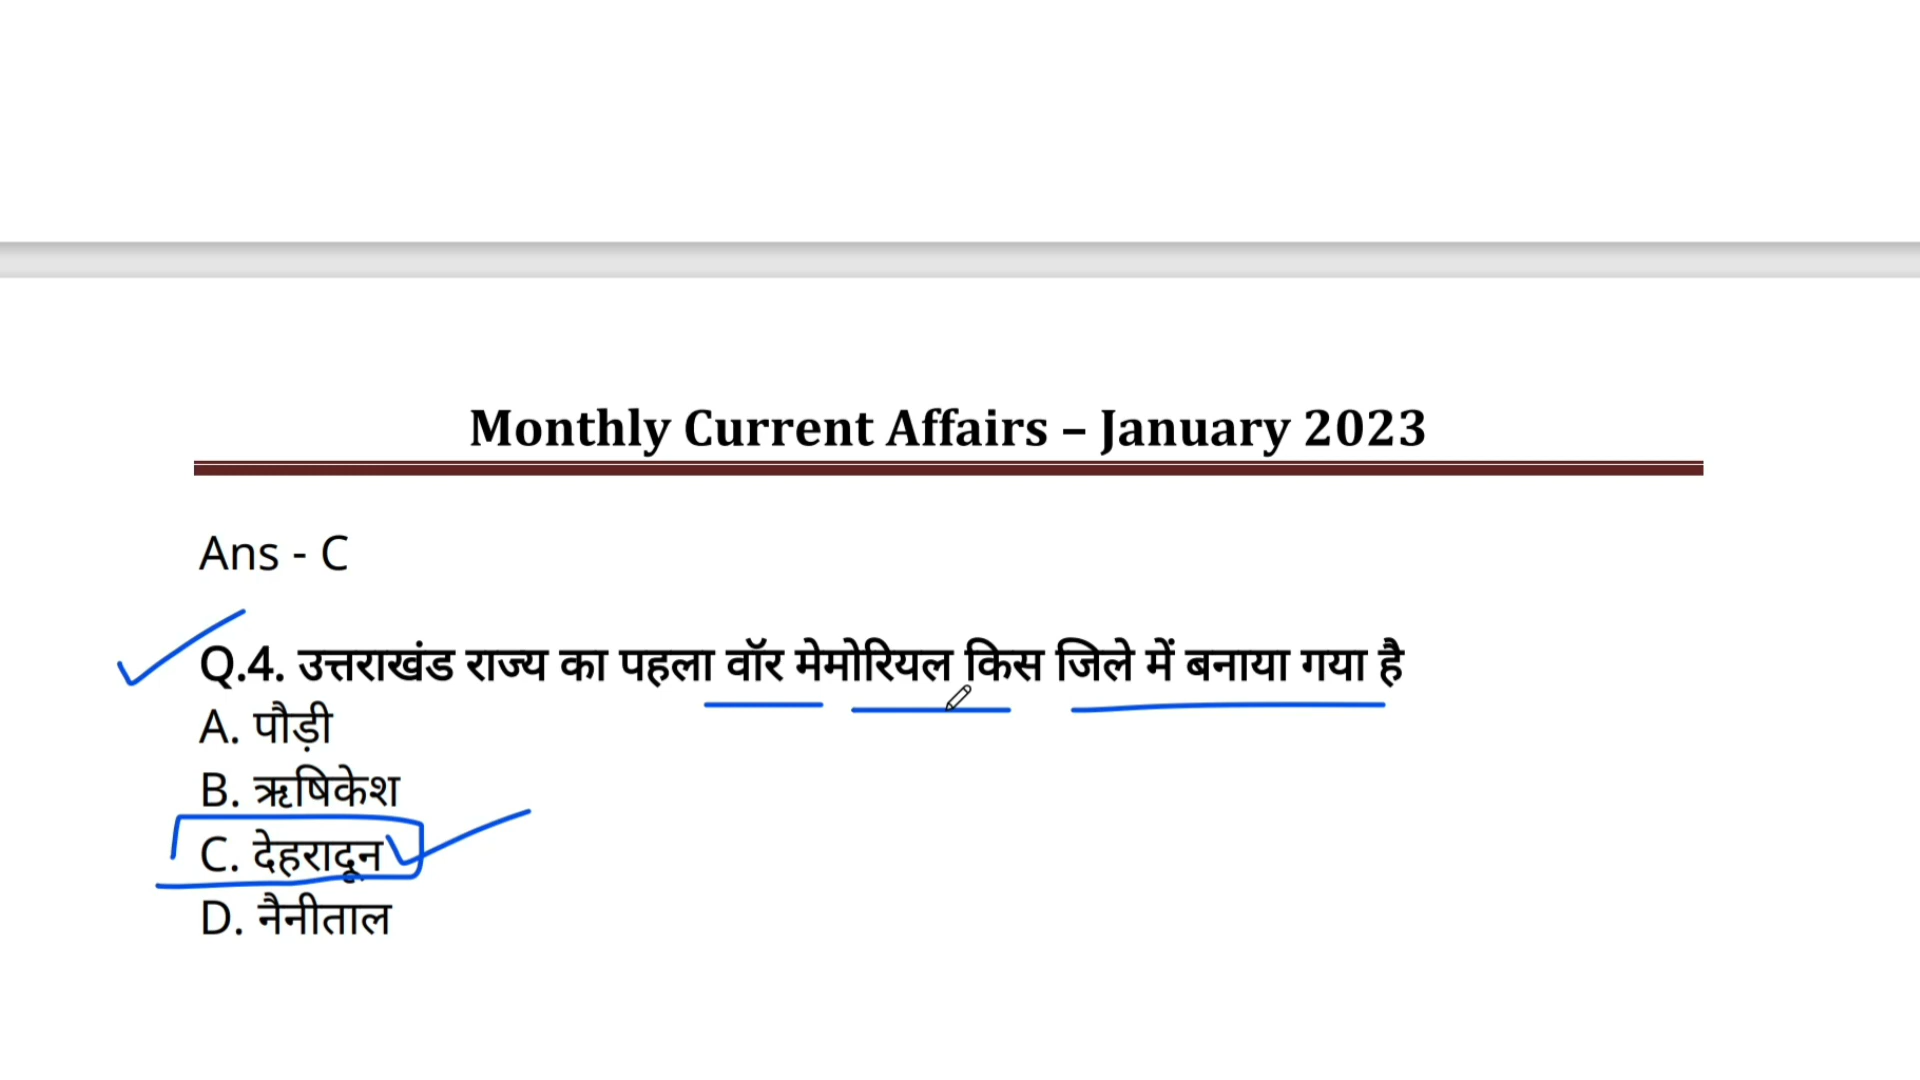 Monthly Current Affairs – January 2023
Ans - C
Q.4. उत्तराखंड राज्य का पहला वॉर मेमोरियल किस जिले में बनाया गया है
A. पौड़ी
B. ऋषिकेश
C. देहरादून
D. नैनीताल